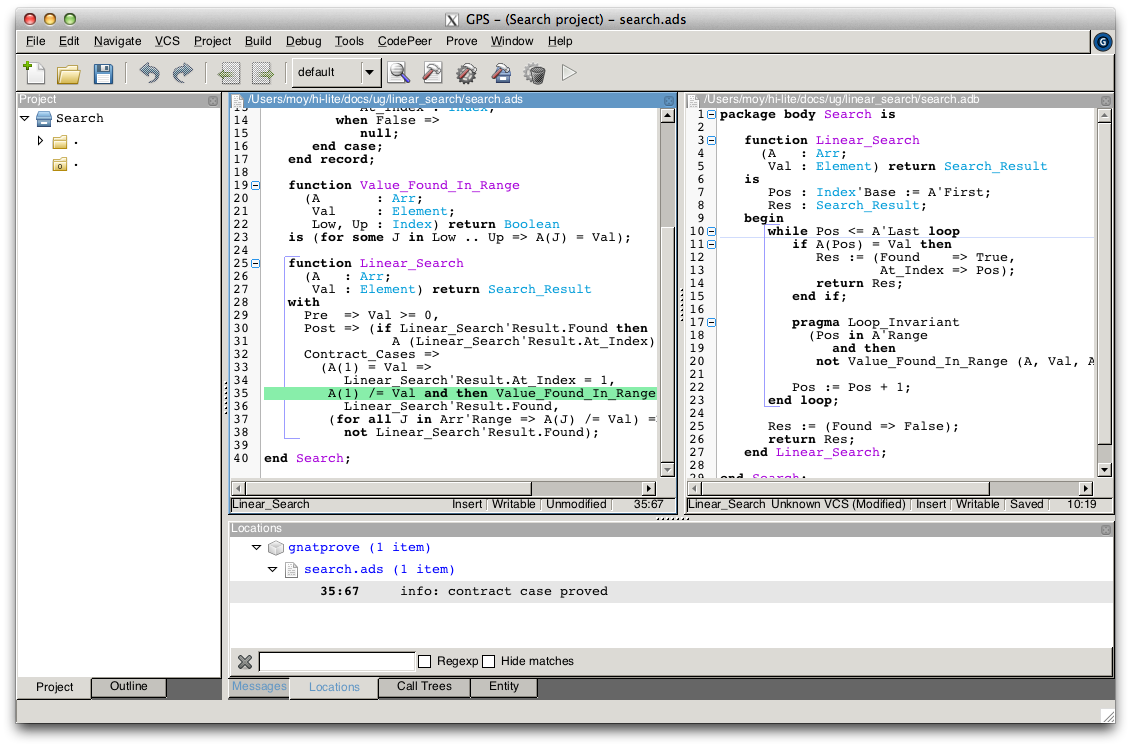 GPS - (Search project) - search.ads
File Edit Navigate VCS Project Build Debug Tools CodePeer Prove Window Help
default
Project
Search
.
.
/Users/moy/hi-lite/docs/ug/linear_search/search.ads
13 At_Index : Index;
14 when False =>
15 null;
16 end case;
17 end record;
18
19 function Value_Found_In_Range
20 (A : Arr;
21 Val : Element;
22 Low, Up : Index) return Boolean
23 is (for some J in Low .. Up => A(J) = Val);
24
25 function Linear_Search
26 (A : Arr;
27 Val : Element) return Search_Result
28 with
29 Pre => Val >= 0,
30 Post => (if Linear_Search'Result.Found then
31 A (Linear_Search'Result.At_Index)
32 Contract_Cases =>
33 (A(1) = Val =>
34 Linear_Search'Result.At_Index = 1,
35 A(1) /= Val and then Value_Found_In_Range
36 Linear_Search'Result.Found,
37 (for all J in Arr'Range => A(J) /= Val) =
38 not Linear_Search'Result.Found);
39
40 end Search;
Linear_Search Insert Writable Unmodified 35:67
/Users/moy/hi-lite/docs/ug/linear_search/search.adb
1 package body Search is
2
3 function Linear_Search
4 (A : Arr;
5 Val : Element) return Search_Result
6 is
7 Pos : Index'Base := A'First;
8 Res : Search_Result;
9 begin
10 while Pos <= A'Last loop
11 if A(Pos) = Val then
12 Res := (Found => True,
13 At_Index => Pos);
14 return Res;
15 end if;
16
17 pragma Loop_Invariant
18 (Pos in A'Range
19 and then
20 not Value_Found_In_Range (A, Val, A
21
22 Pos := Pos + 1;
23 end loop;
24
25 Res := (Found => False);
26 return Res;
27 end Linear_Search;
28
29 end Search;
Linear_Search Unknown VCS (Modified) Insert Writable Saved 10:19
Locations
gnatprove (1 item)
search.ads (1 item)
35:67 info: contract case proved
Regexp Hide matches
Project Outline
Messages Locations Call Trees Entity